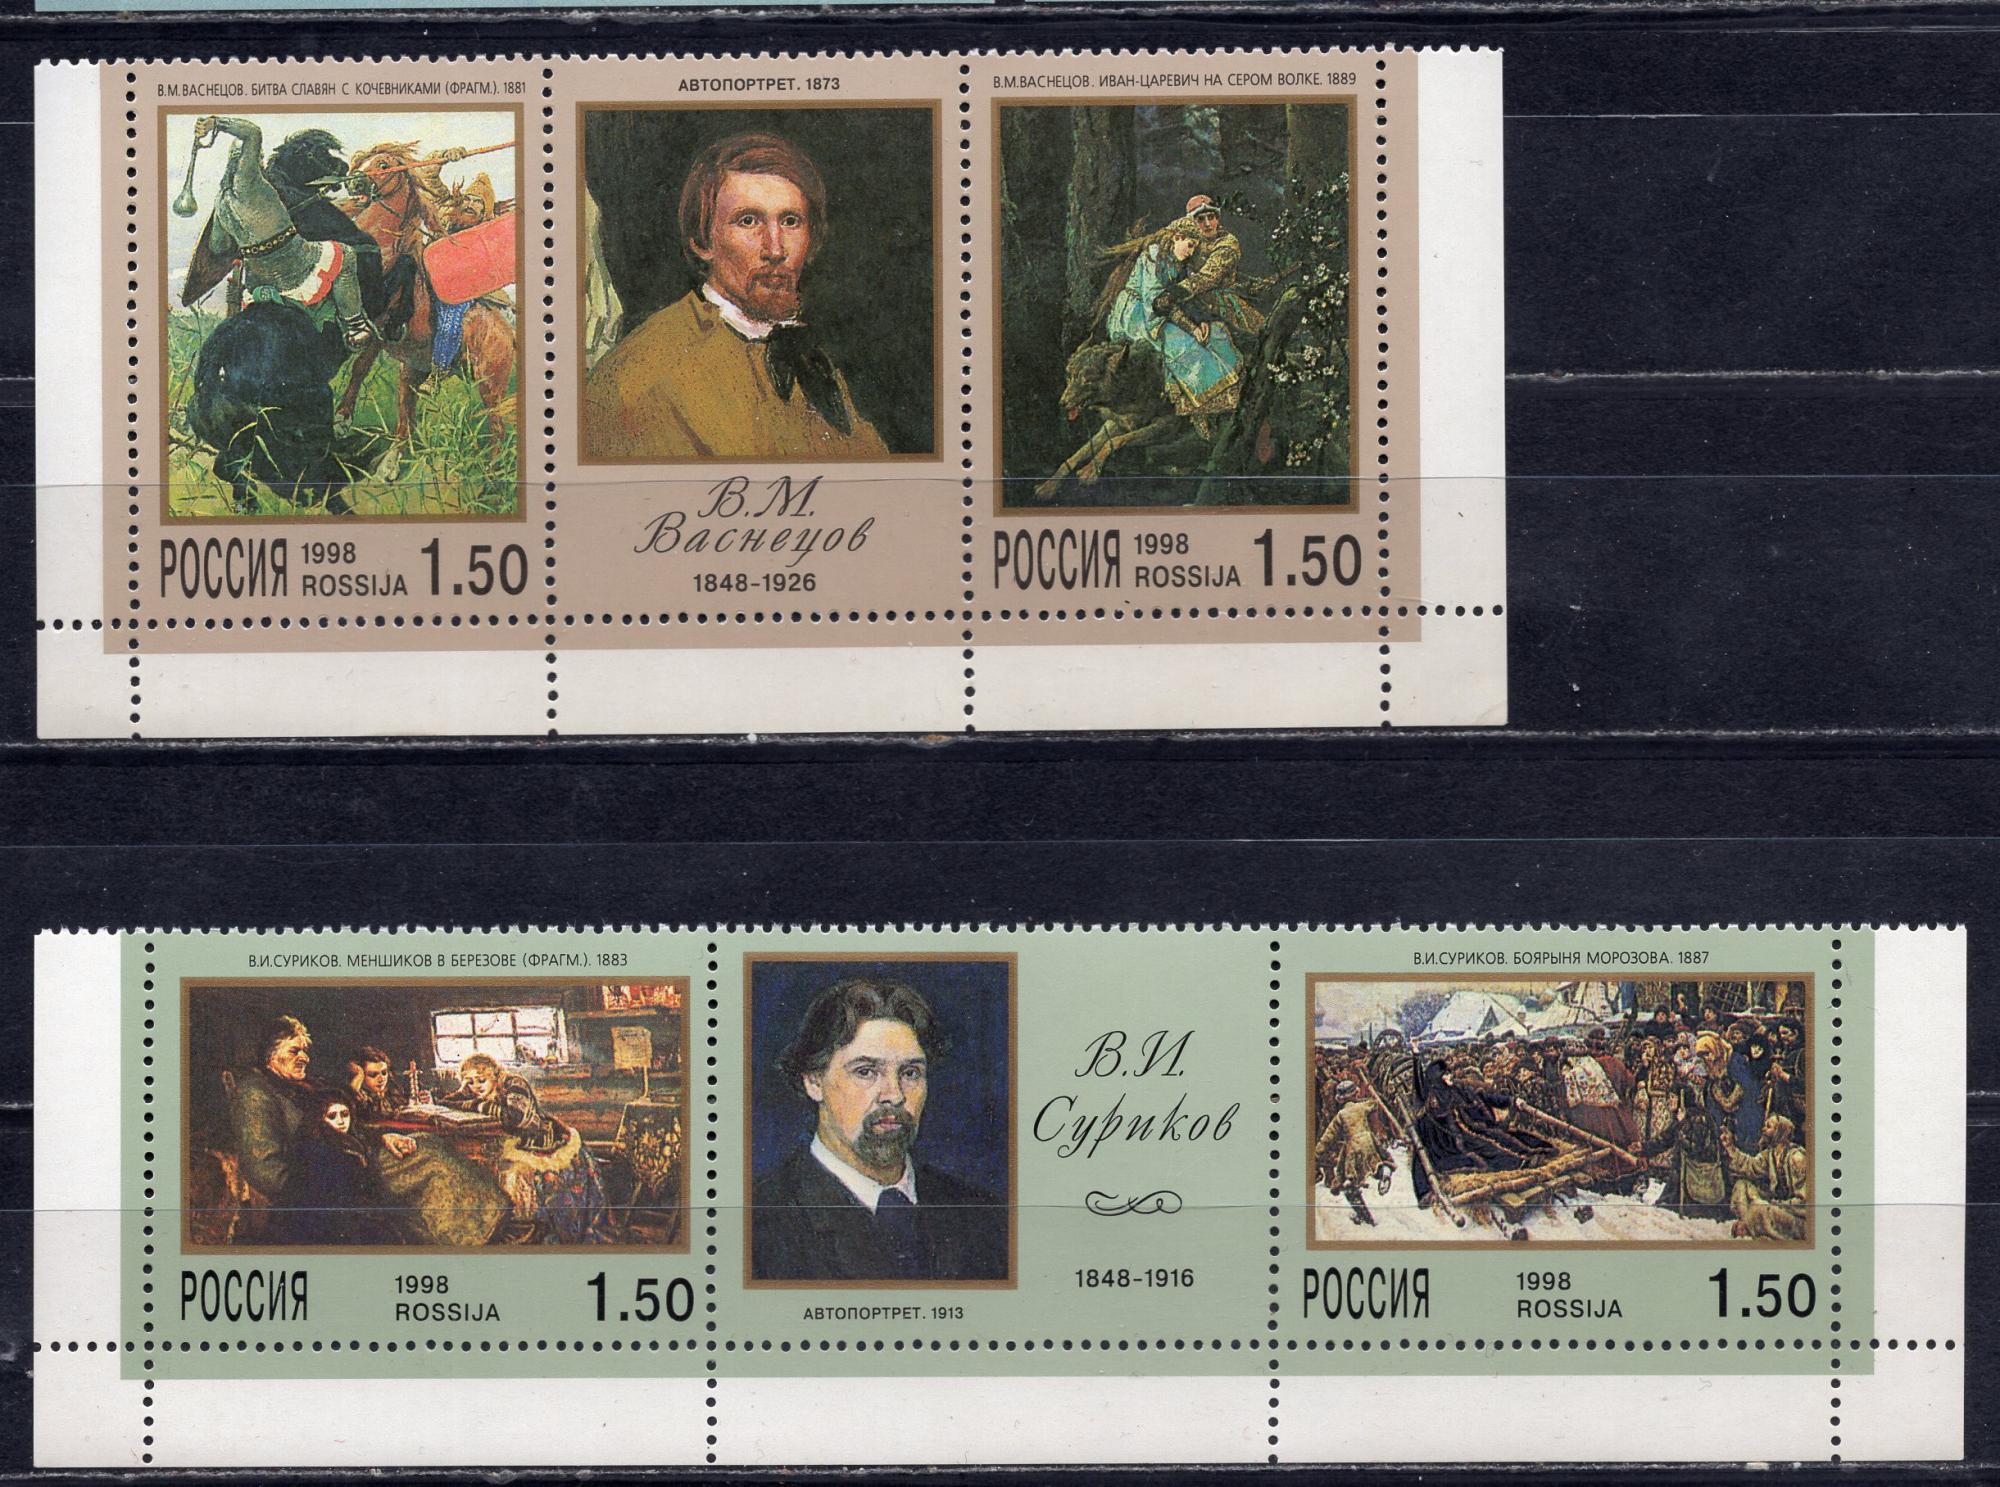 В.М.ВАСНЕЦОВ. БИТВА СЛАВЯН С КОЧЕВНИКАМИ (ФРАГМ.). 1881
РОССИЯ 1998 1.50
ROSSIJA
АВТОПОРТРЕТ. 1873
В.М.
Васнецов
1848-1926
В.М.ВАСНЕЦОВ. ИВАН-ЦАРЕВИЧ НА СЕРОМ ВОЛКЕ. 1889
РОССИЯ 1998 1.50
ROSSIJA
В.И.СУРИКОВ. МЕНШИКОВ В БЕРЕЗОВЕ (ФРАГМ.). 1883
РОССИЯ 1998 1.50
ROSSIJA
В.И.
Суриков
1848-1916
АВТОПОРТРЕТ. 1913
В.И.СУРИКОВ. БОЯРЫНЯ МОРОЗОВА. 1887
РОССИЯ 1998 1.50
ROSSIJA